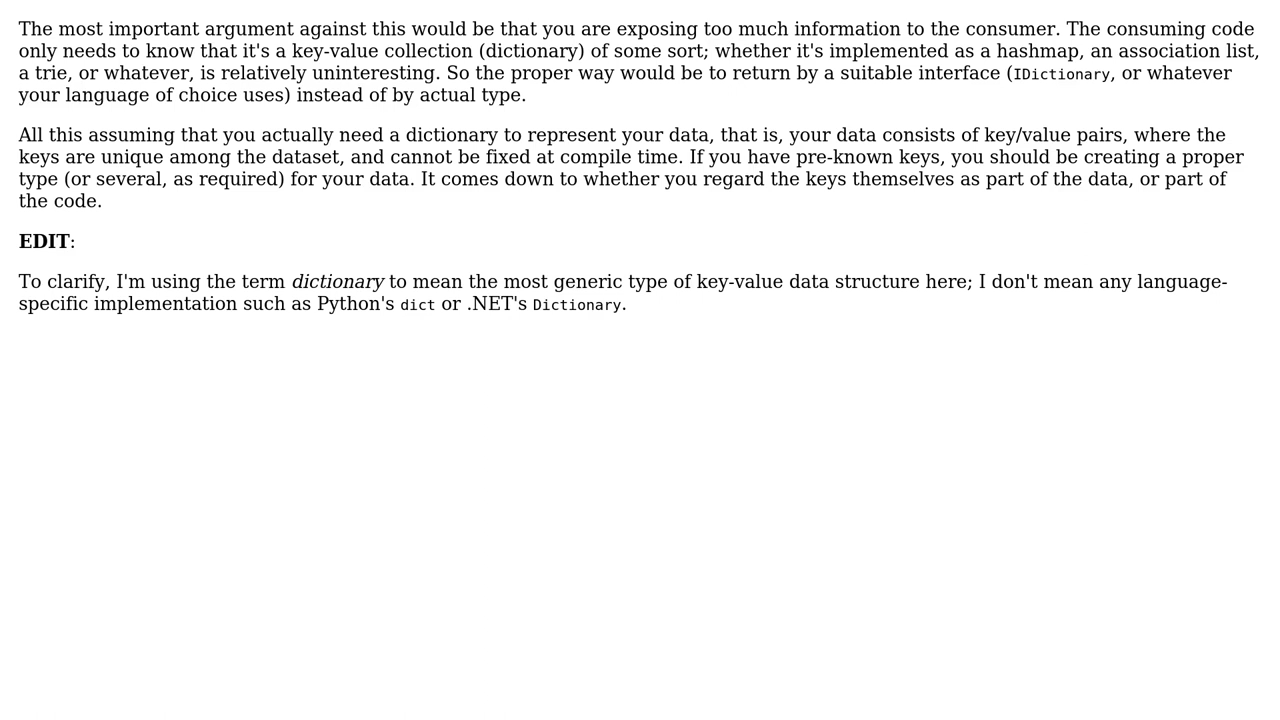 The most important argument against this would be that you are exposing too much information to the consumer. The consuming code
only needs to know that it's a key-value collection (dictionary) of some sort; whether it's implemented as a hashmap, an association list,
a trie, or whatever, is relatively uninteresting. So the proper way would be to return by a suitable interface (IDictionary, or whatever
your language of choice uses) instead of by actual type.
All this assuming that you actually need a dictionary to represent your data, that is, your data consists of key/value pairs, where the
keys are unique among the dataset, and cannot be fixed at compile time. If you have pre-known keys, you should be creating a proper
type (or several, as required) for your data. It comes down to whether you regard the keys themselves as part of the data, or part of
the code.
EDIT:
To clarify, I'm using the term dictionary to mean the most generic type of key-value data structure here; I don't mean any language-
specific implementation such as Python's dict or .NET's Dictionary.